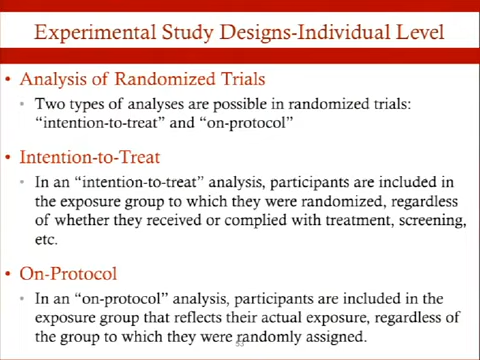 Experimental Study Designs-Individual Level
• Analysis of Randomized Trials
• Two types of analyses are possible in randomized trials:
“intention-to-treat” and “on-protocol”
• Intention-to-Treat
• In an “intention-to-treat” analysis, participants are included in
the exposure group to which they were randomized, regardless
of whether they received or complied with treatment, screening,
etc.
• On-Protocol
• In an “on-protocol” analysis, participants are included in the
exposure group that reflects their actual exposure, regardless of
the group to which they were randomly assigned.